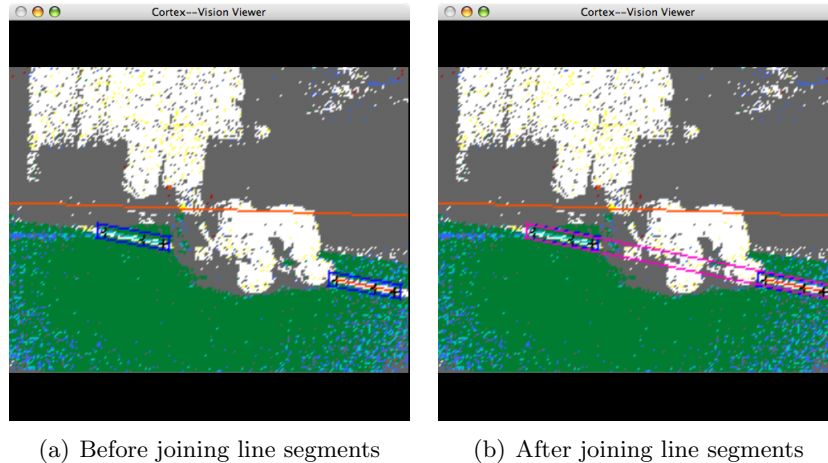 Cortex--Vision Viewer
Cortex--Vision Viewer
(a) Before joining line segments
(b) After joining line segments